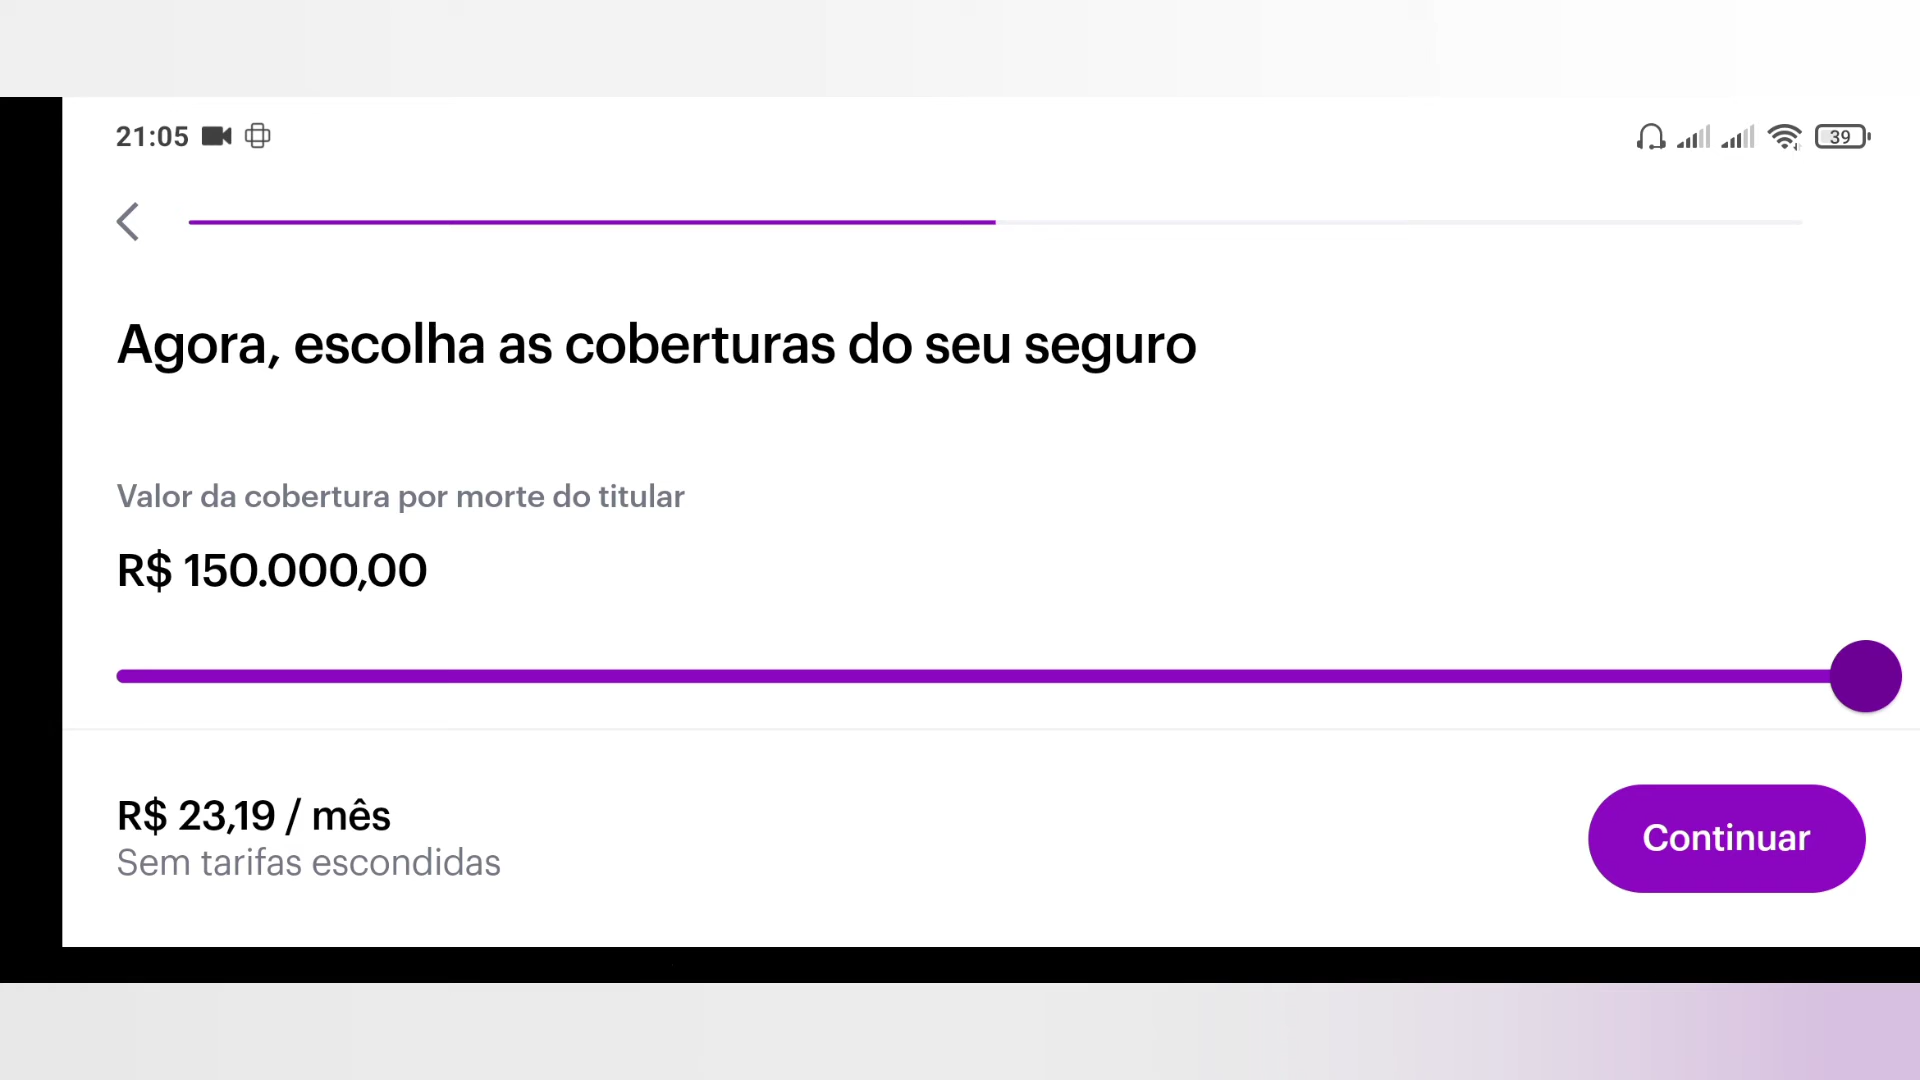 21:05
39
Agora, escolha as coberturas do seu seguro
Valor da cobertura por morte do titular
R$ 150.000,00
R$ 23,19 / mês
Sem tarifas escondidas
Continuar